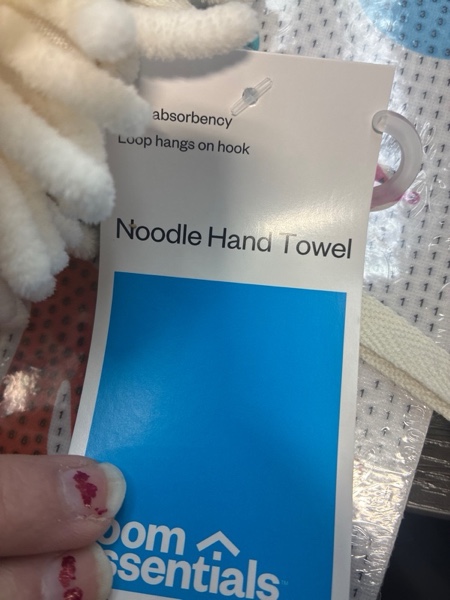 absorbency
Loop hangs on hook
Noodle Hand Towel
oom
ssentials